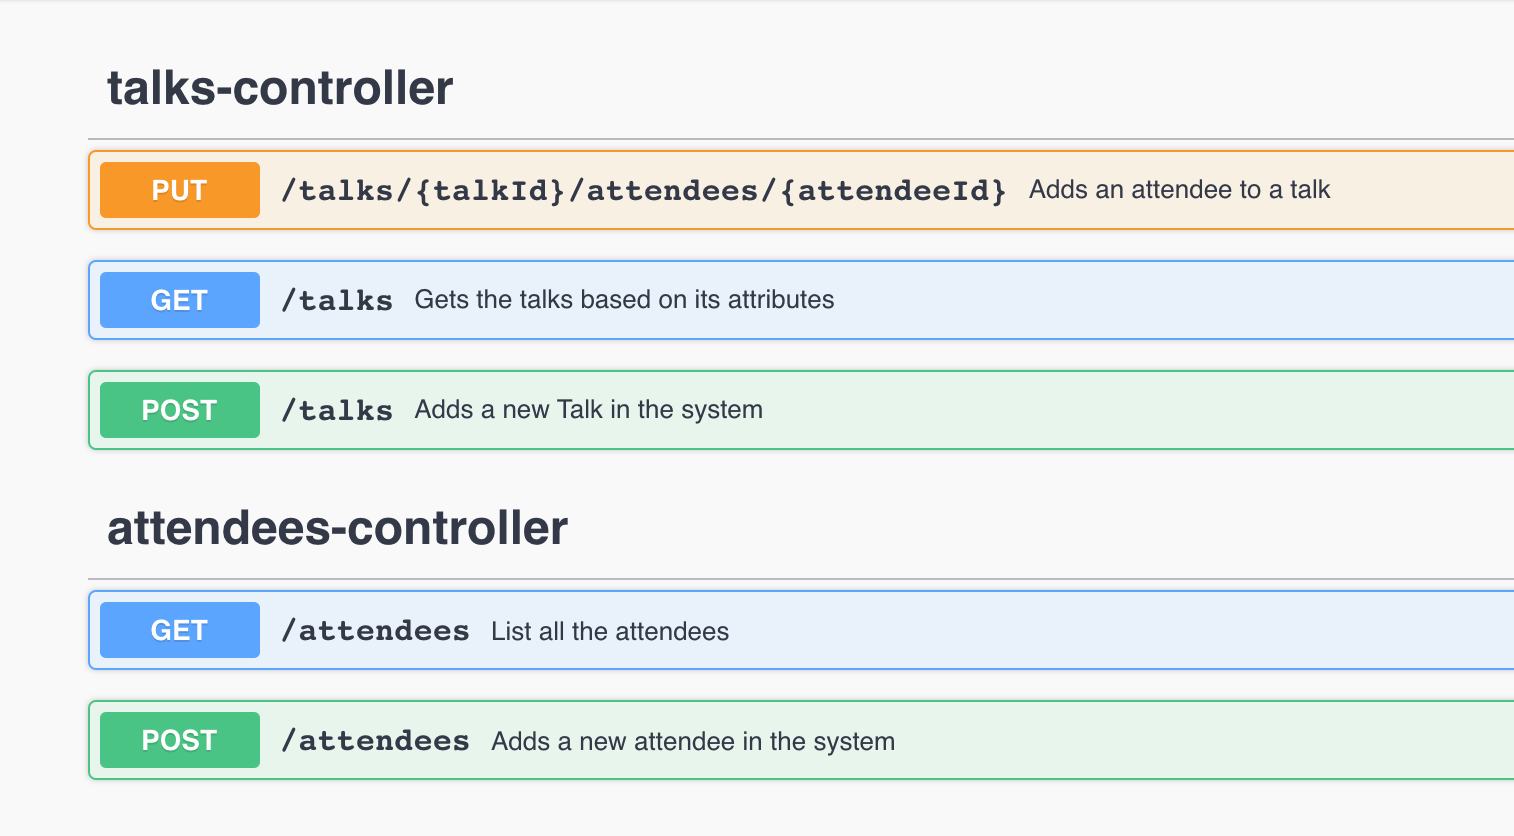 talks-controller
PUT /talks/{talkId}/attendees/{attendeeId} Adds an attendee to a talk
GET /talks Gets the talks based on its attributes
POST /talks Adds a new Talk in the system
attendees-controller
GET /attendees List all the attendees
POST /attendees Adds a new attendee in the system